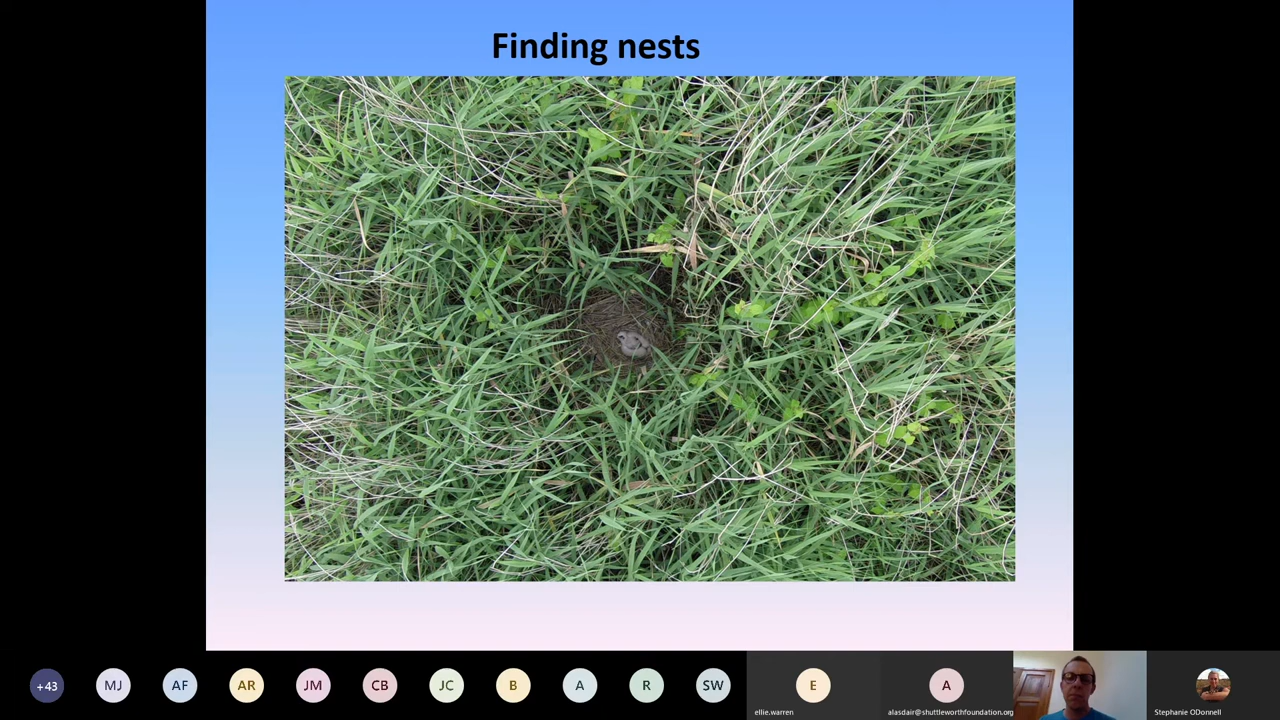 Finding nests
+43
MJ
AF
AR
JM
CB
JC
B
A
R
SW
E
A
ellie.warren
alasdair@shuttleworthfoundation.org
Stephanie ODonnell